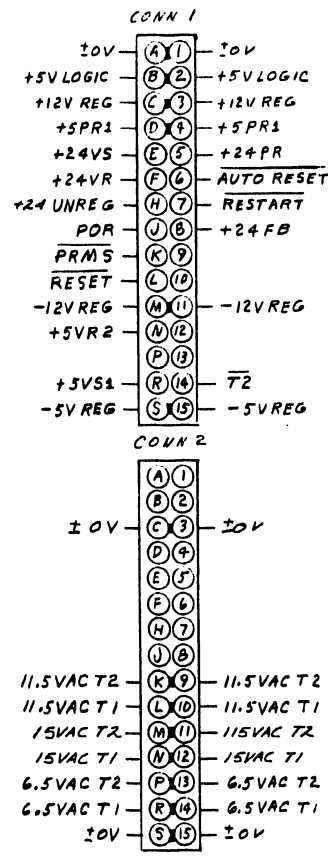 CONN 1
±0V A 1 ±0V
+5V LOGIC B 2 +5V LOGIC
+12V REG C 3 +12V REG
+5PR1 D 4 +5PR1
+24VS E 5 +24PR
+24VR F 6 AUTO RESET
+24 UNREG H 7 RESTART
POR J 8 +24FB
PRMS K 9
RESET L 10
-12V REG M 11 -12V REG
+5VR2 N 12
P 13
+5VS1 R 14 T2
-5V REG S 15 -5V REG
CONN 2
A 1
B 2
± 0V C 3 ±0V
D 4
E 5
F 6
H 7
J 8
11.5VAC T2 K 9 11.5VAC T2
11.5VAC T1 L 10 11.5VAC T1
15VAC T2 M 11 115VAC T2
15VAC T1 N 12 15VAC T1
6.5VAC T2 P 13 6.5VAC T2
6.5VAC T1 R 14 6.5VAC T1
±0V S 15 ±0V